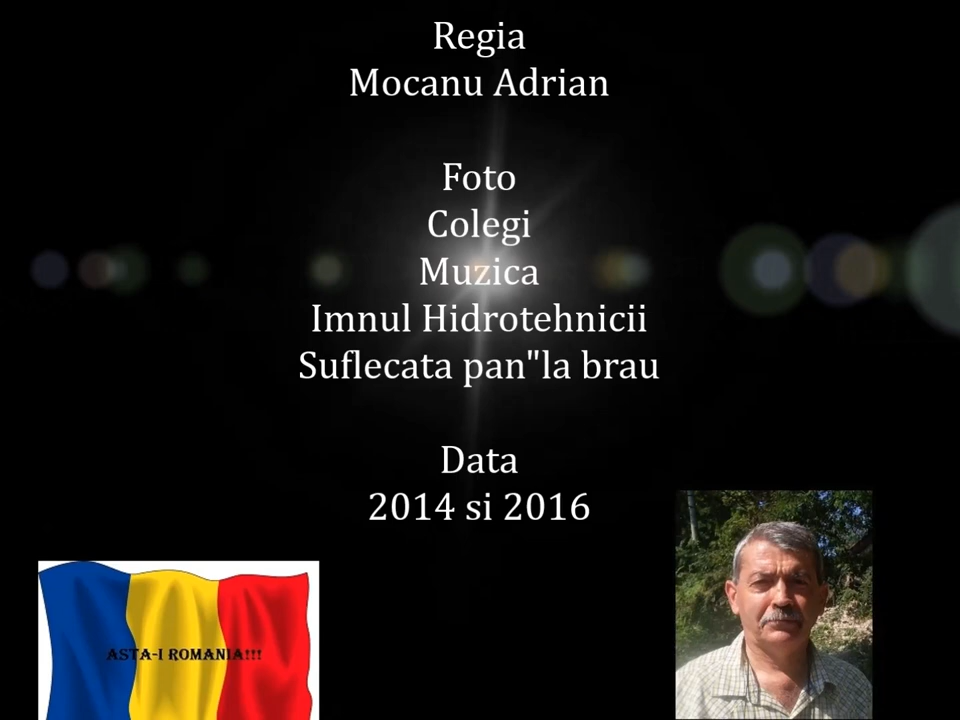 Regia
Mocanu Adrian
Foto
Colegi
Muzica
Imnul Hidrotehnicii
Suflecata pan"la brau
Data
2014 si 2016
ASTA-I ROMANIA!!!